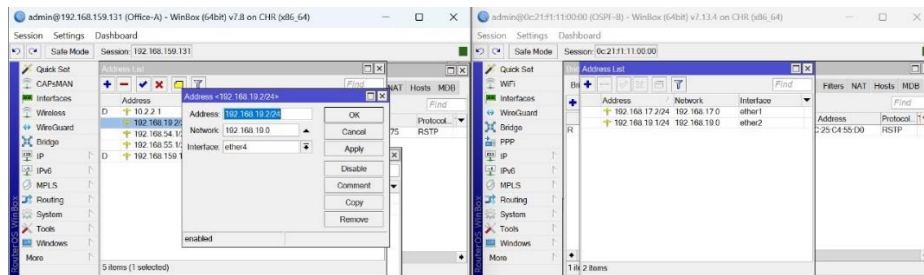 admin@192.168.159.131 (Office-A) - WinBox (64bit) v7.8 on CHR (x86_64)
Session Settings Dashboard
Safe Mode Session: 192.168.159.131
Quick Set
CAPsMAN
Interfaces
Wireless
WireGuard
Bridge
PPP
IP
IPv6
MPLS
Routing
System
Tools
Windows
More
RouterOS WinBox
Address List
Find
Address
D 10.2.2.1
192.168.19.2/2
192.168.54.1/
192.168.55.1/
D 192.168.159.1
5 items (1 selected)
Address <192.168.19.2/24>
Address: 192.168.19.2/24
Network: 192.168.19.0
Interface: ether4
OK
Cancel
Apply
Disable
Comment
Copy
Remove
enabled
NAT Hosts MDB
Find
Protocol...
75 RSTP
admin@0c:21:f1:11:00:00 (OSPF-B) - WinBox (64bit) v7.13.4 on CHR (x86_64)
Session Settings Dashboard
Safe Mode Session: 0c:21:f1:11:00:00
Quick Set
WiFi
Interfaces
WireGuard
Bridge
PPP
IP
IPv6
MPLS
Routing
System
Tools
Windows
More
RouterOS WinBox
Address List
Find
Address Network Interface
192.168.17.2/24 192.168.17.0 ether1
192.168.19.1/24 192.168.19.0 ether2
R
2 items
Filters NAT Hosts MDB
Find
Address Protocol...
:25:C4:55:D0 RSTP